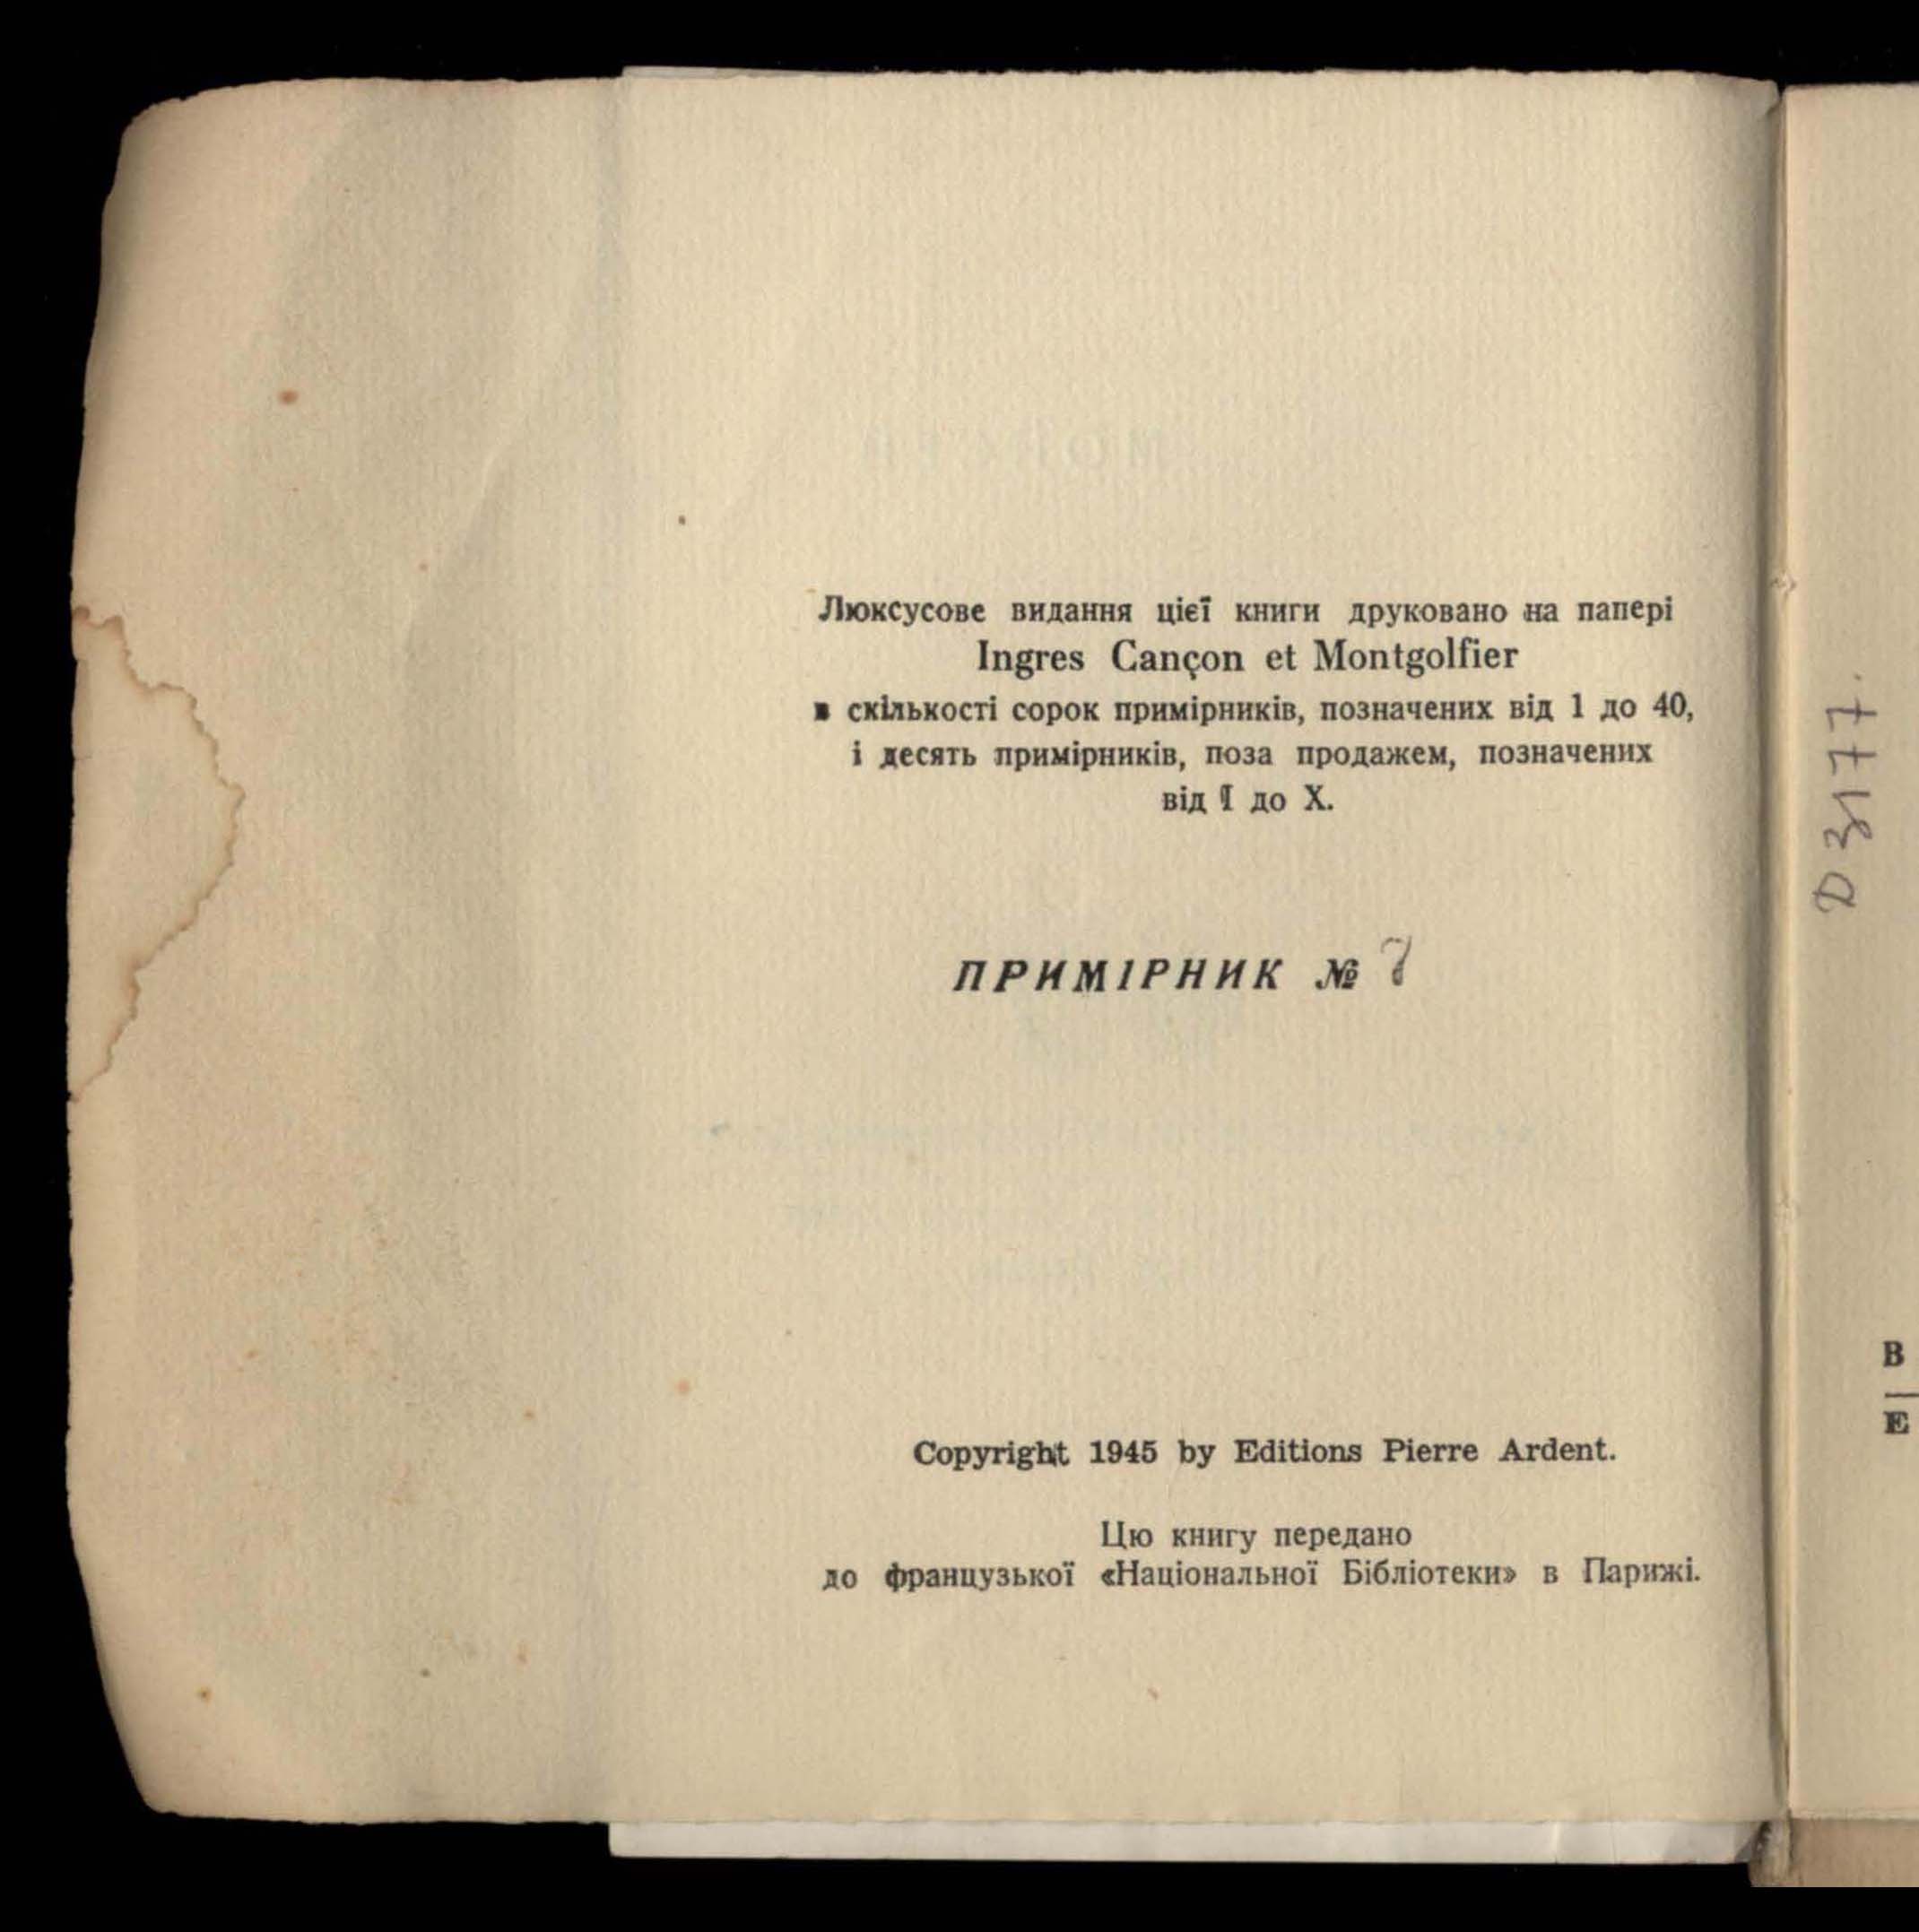 Люксусове видання цієї книги друковано на папері
Ingres Cançon et Montgolfier
в скількості сорок примірників, позначених від 1 до 40,
і десять примірників, поза продажем, позначених
від I до X.
ПРИМІРНИК № 7
Copyright 1945 by Editions Pierre Ardent.
Цю книгу передано
до французької «Національної Бібліотеки» в Парижі.
D 3177.
В
E